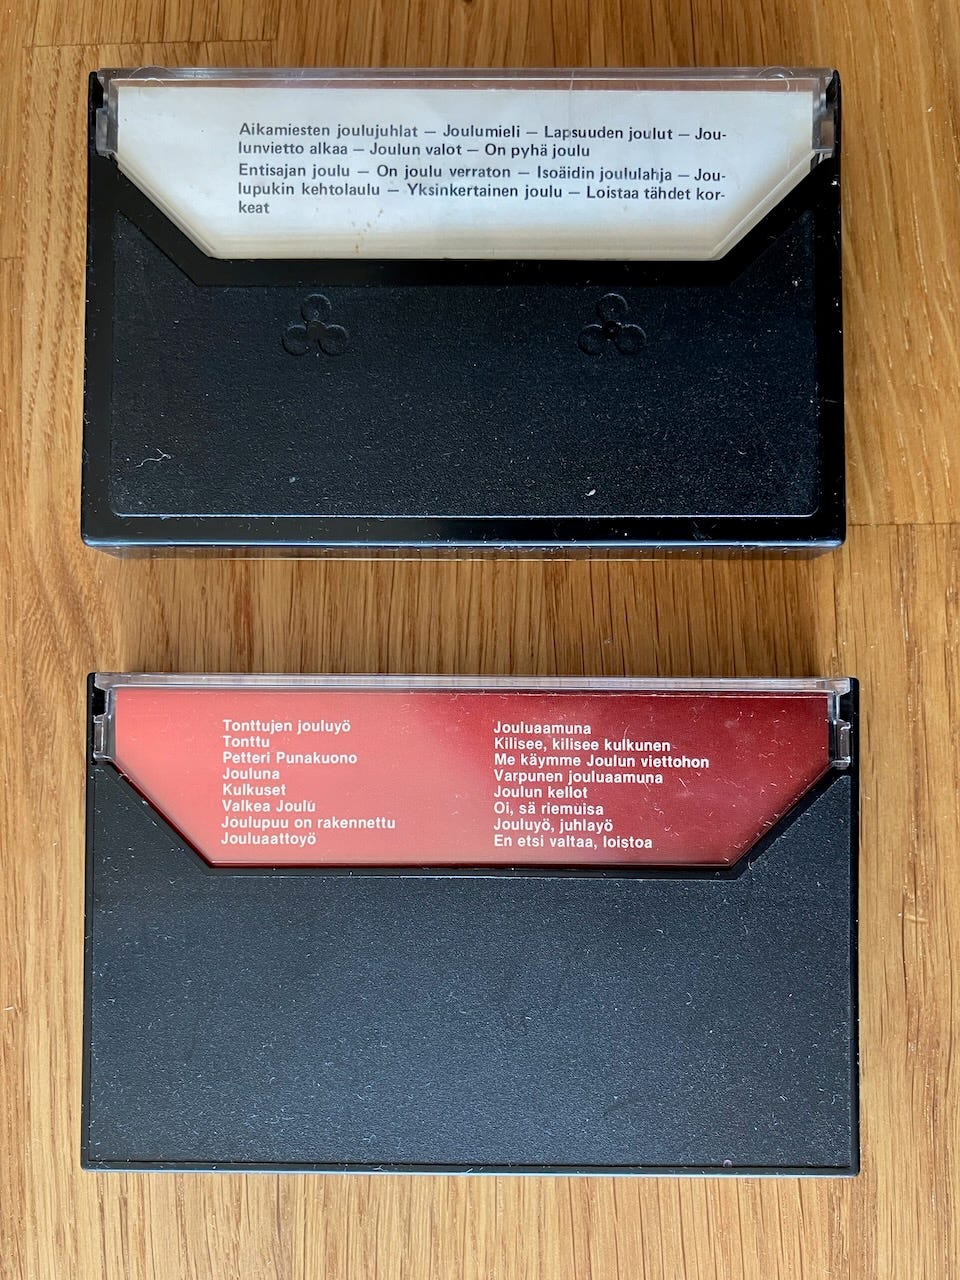 Aikamiesten joulujuhlat – Joulumieli – Lapsuuden joulut – Jou-
lunvietto alkaa – Joulun valot – On pyhä joulu
Entisajan joulu – On joulu verraton – Isoäidin joululahja – Jou-
lupukin kehtolaulu – Yksinkertainen joulu – Loistaa tähdet kor-
keat
Tonttujen jouluyö
Tonttu
Petteri Punakuono
Jouluna
Kulkuset
Valkea Joulu
Joulupuu on rakennettu
Jouluaattoyö
Jouluaamuna
Kilisee, kilisee kulkunen
Me käymme Joulun viettohon
Varpunen jouluaamuna
Joulun kellot
Oi, sä riemuisa
Jouluyö, juhlayö
En etsi valtaa, loistoa